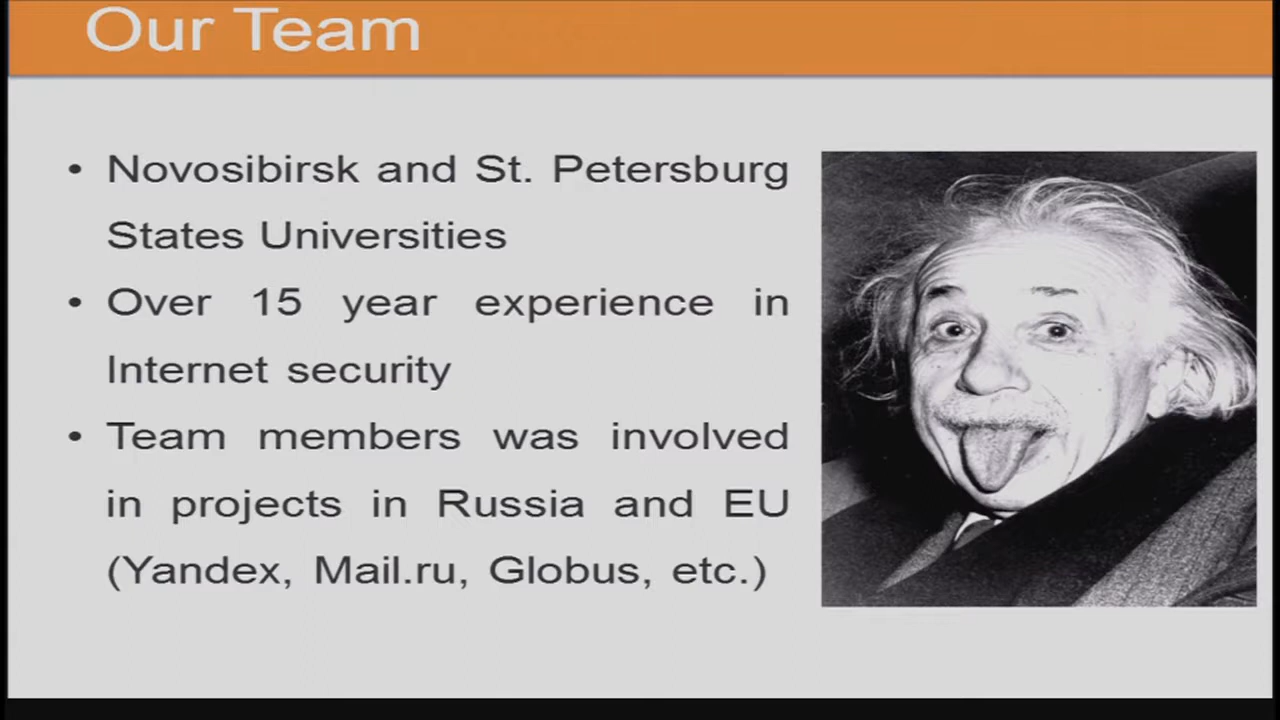 Our Team
• Novosibirsk and St. Petersburg
States Universities
• Over 15 year experience in
Internet security
• Team members was involved
in projects in Russia and EU
(Yandex, Mail.ru, Globus, etc.)